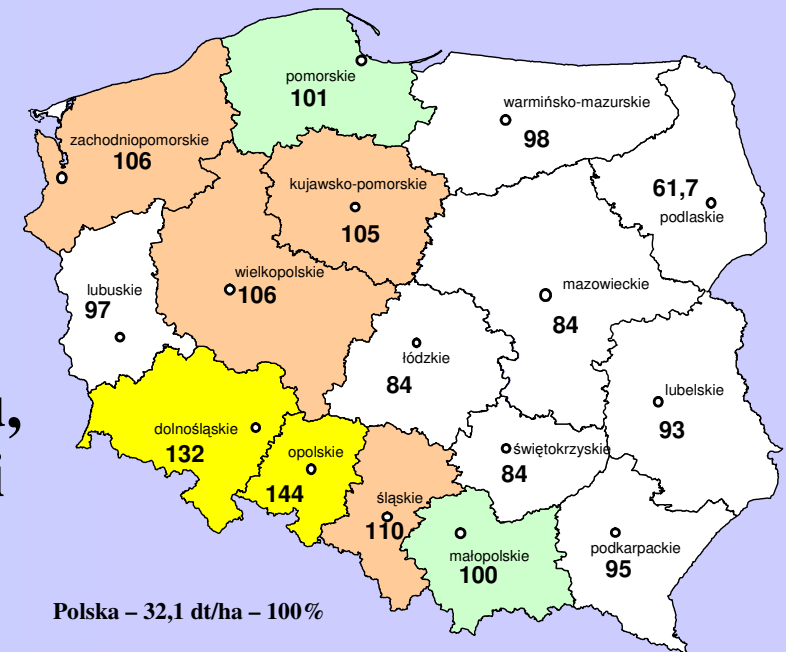 pomorskie
101
warmińsko-mazurskie
98
zachodniopomorskie
106
kujawsko-pomorskie
105
61,7
podlaskie
wielkopolskie
106
mazowieckie
84
lubuskie
97
łódzkie
84
lubelskie
93
dolnośląskie
132
opolskie
144
świętokrzyskie
84
śląskie
110
małopolskie
100
podkarpackie
95
Polska – 32,1 dt/ha – 100%